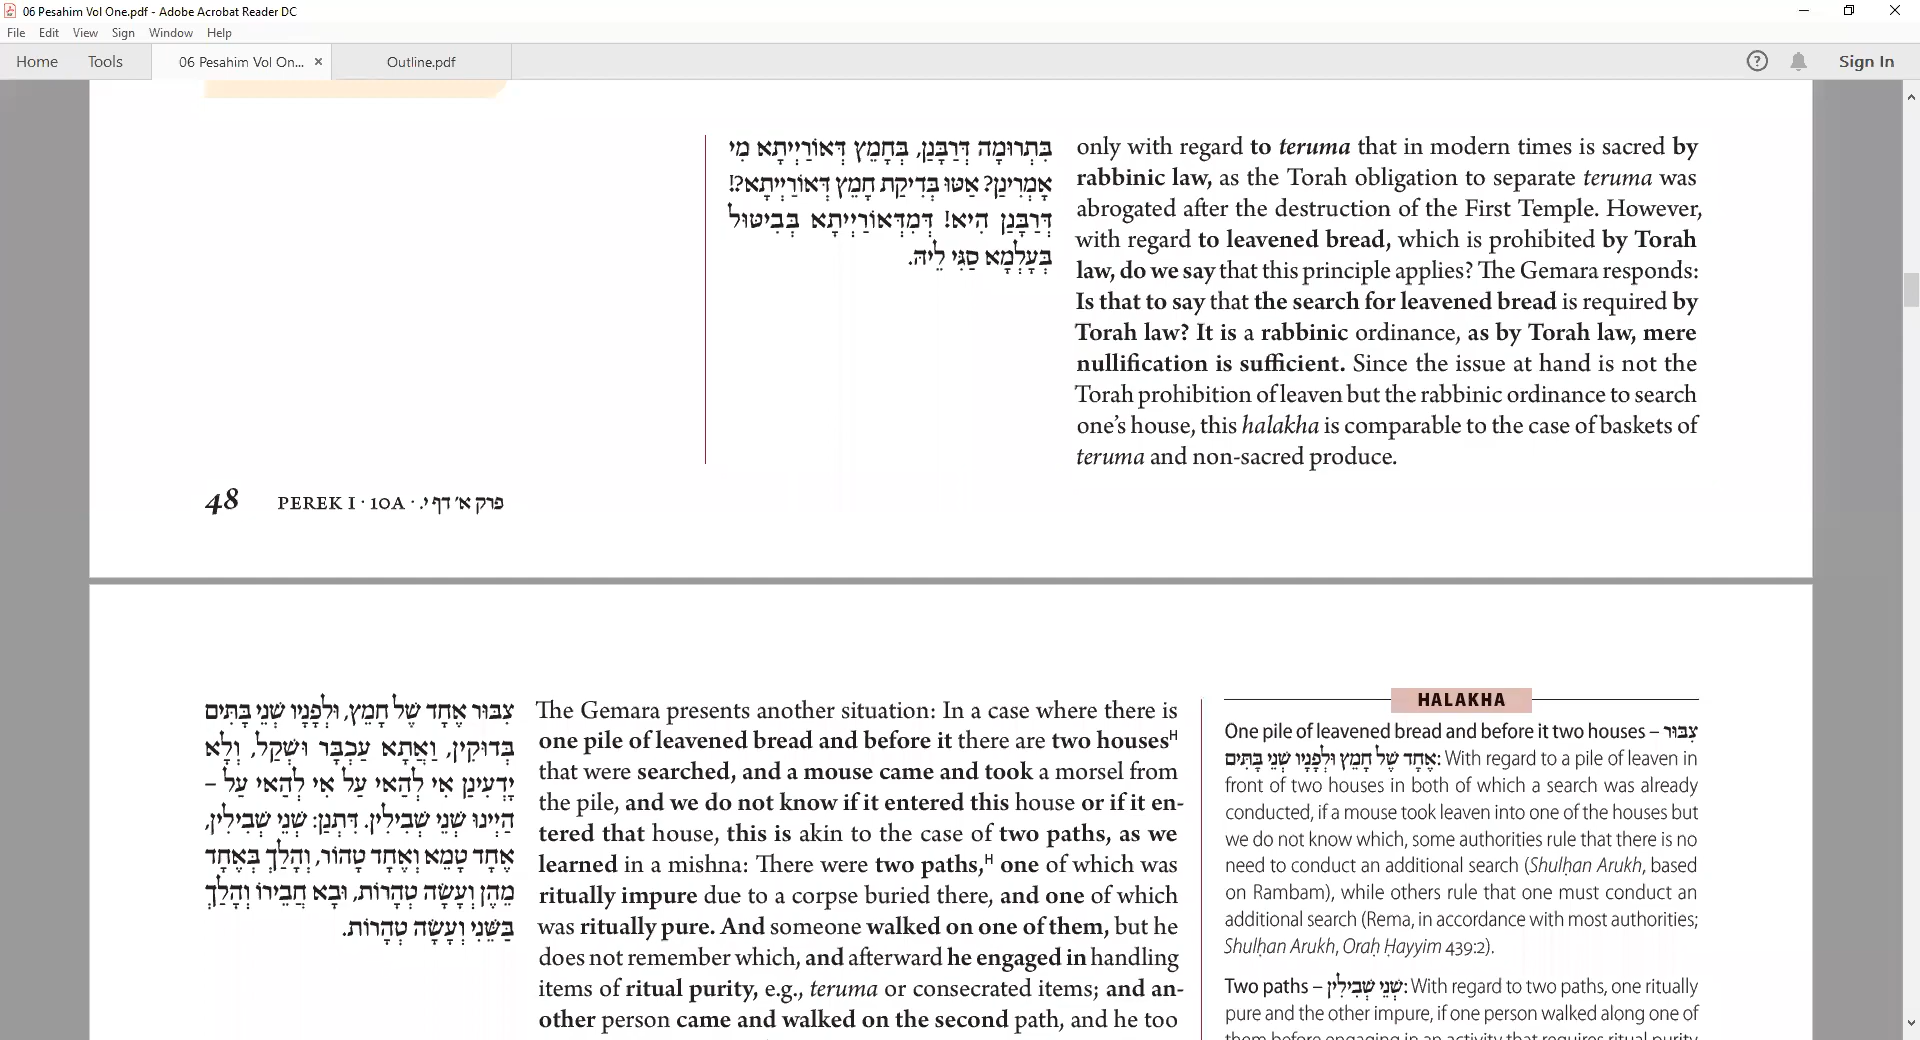 06 Pesahim Vol One.pdf - Adobe Acrobat Reader DC
File Edit View Sign Window Help
Home Tools 06 Pesahim Vol On... × Outline.pdf Sign In
בִּתְרוּמָה דְּרַבָּנַן, בְּחָמֵץ דְּאוֹרַיְיתָא מִי
אָמְרִינַן? אַטּוּ בְּדִיקַת חָמֵץ דְּאוֹרַיְיתָא?!
דְּרַבָּנַן הִיא! דְּמִדְּאוֹרַיְיתָא בְּבִיטּוּל
בְּעָלְמָא סַגִּי לֵיהּ.
only with regard to teruma that in modern times is sacred by
rabbinic law, as the Torah obligation to separate teruma was
abrogated after the destruction of the First Temple. However,
with regard to leavened bread, which is prohibited by Torah
law, do we say that this principle applies? The Gemara responds:
Is that to say that the search for leavened bread is required by
Torah law? It is a rabbinic ordinance, as by Torah law, mere
nullification is sufficient. Since the issue at hand is not the
Torah prohibition of leaven but the rabbinic ordinance to search
one's house, this halakha is comparable to the case of baskets of
teruma and non-sacred produce.
48 PEREK I · 10A · פרק א׳ דף י.
צִבּוּר אֶחָד שֶׁל חָמֵץ, וּלְפָנָיו שְׁנֵי בָּתִּים
בְּדוּקִין, וַאֲתָא עַכְבָּר וּשְׁקַל, וְלָא
יָדְעִינַן אִי לְהַאי עַל אִי לְהַאי עַל –
הַיְינוּ שְׁנֵי שְׁבִילִין. דִּתְנַן: שְׁנֵי שְׁבִילִין,
אֶחָד טָמֵא וְאֶחָד טָהוֹר, וְהָלַךְ בְּאֶחָד
מֵהֶן וְעָשָׂה טְהָרוֹת, וּבָא חֲבֵירוֹ וְהָלַךְ
בַּשֵּׁנִי וְעָשָׂה טְהָרוֹת.
The Gemara presents another situation: In a case where there is
one pile of leavened bread and before it there are two housesᴴ
that were searched, and a mouse came and took a morsel from
the pile, and we do not know if it entered this house or if it en-
tered that house, this is akin to the case of two paths, as we
learned in a mishna: There were two paths,ᴴ one of which was
ritually impure due to a corpse buried there, and one of which
was ritually pure. And someone walked on one of them, but he
does not remember which, and afterward he engaged in handling
items of ritual purity, e.g., teruma or consecrated items; and an-
other person came and walked on the second path, and he too
HALAKHA
One pile of leavened bread and before it two houses – צִבּוּר
אֶחָד שֶׁל חָמֵץ וּלְפָנָיו שְׁנֵי בָּתִּים: With regard to a pile of leaven in
front of two houses in both of which a search was already
conducted, if a mouse took leaven into one of the houses but
we do not know which, some authorities rule that there is no
need to conduct an additional search (Shulḥan Arukh, based
on Rambam), while others rule that one must conduct an
additional search (Rema, in accordance with most authorities;
Shulḥan Arukh, Oraḥ Ḥayyim 439:2).
Two paths – שְׁנֵי שְׁבִילִין: With regard to two paths, one ritually
pure and the other impure, if one person walked along one of
them before engaging in an activity that requires ritual purity